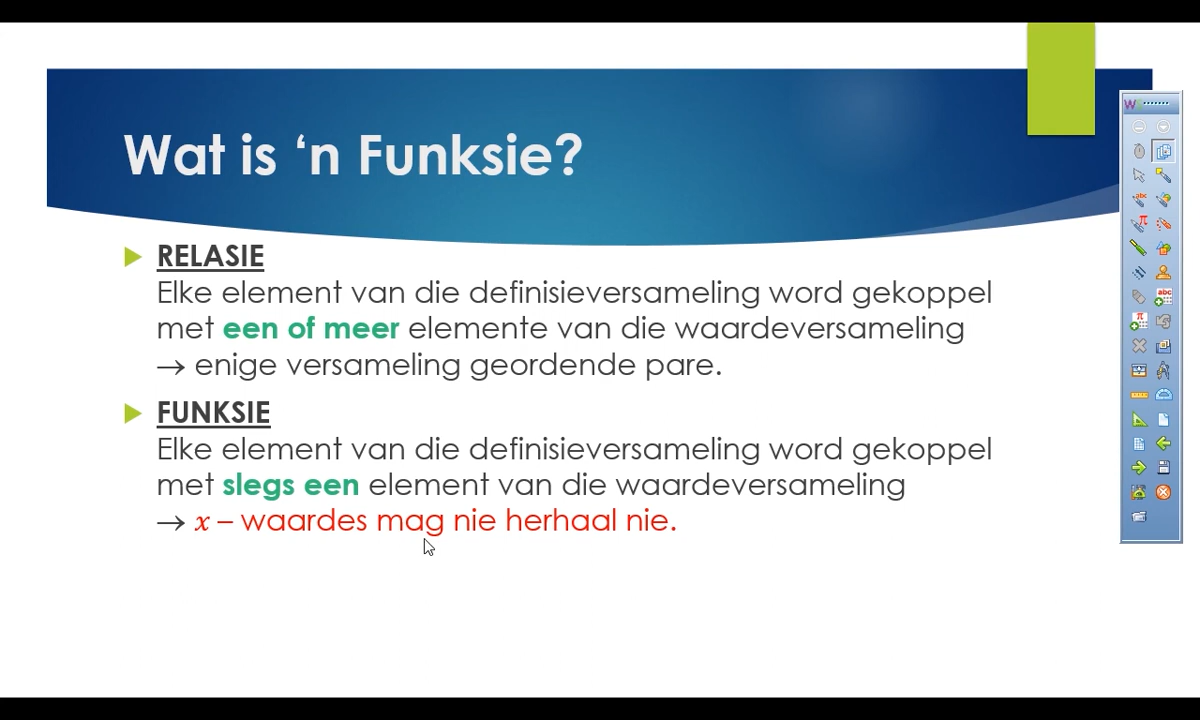 Wat is ‘n Funksie?
RELASIE
Elke element van die definisieversameling word gekoppel
met een of meer elemente van die waardeversameling
→ enige versameling geordende pare.
FUNKSIE
Elke element van die definisieversameling word gekoppel
met slegs een element van die waardeversameling
→ x – waardes mag nie herhaal nie.